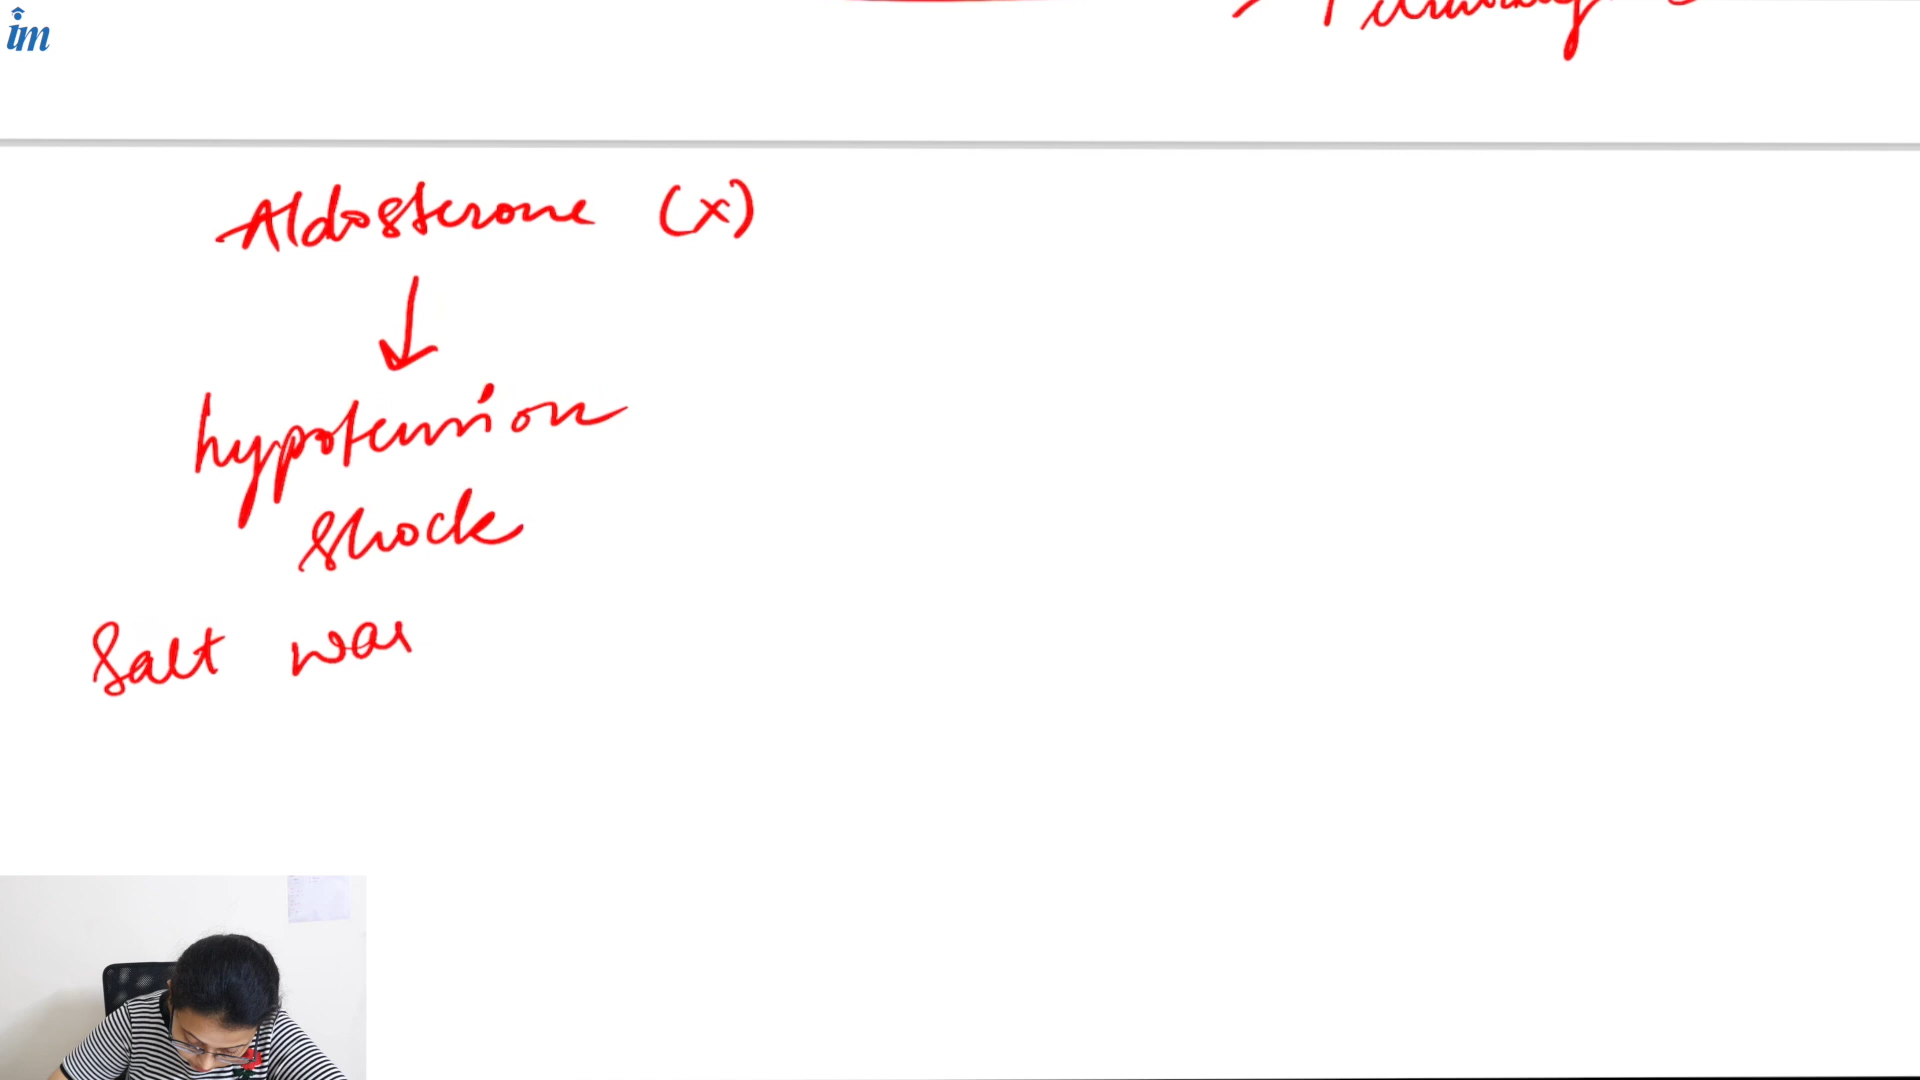 im
Aldosterone (x)
hypotension
shock
Salt was